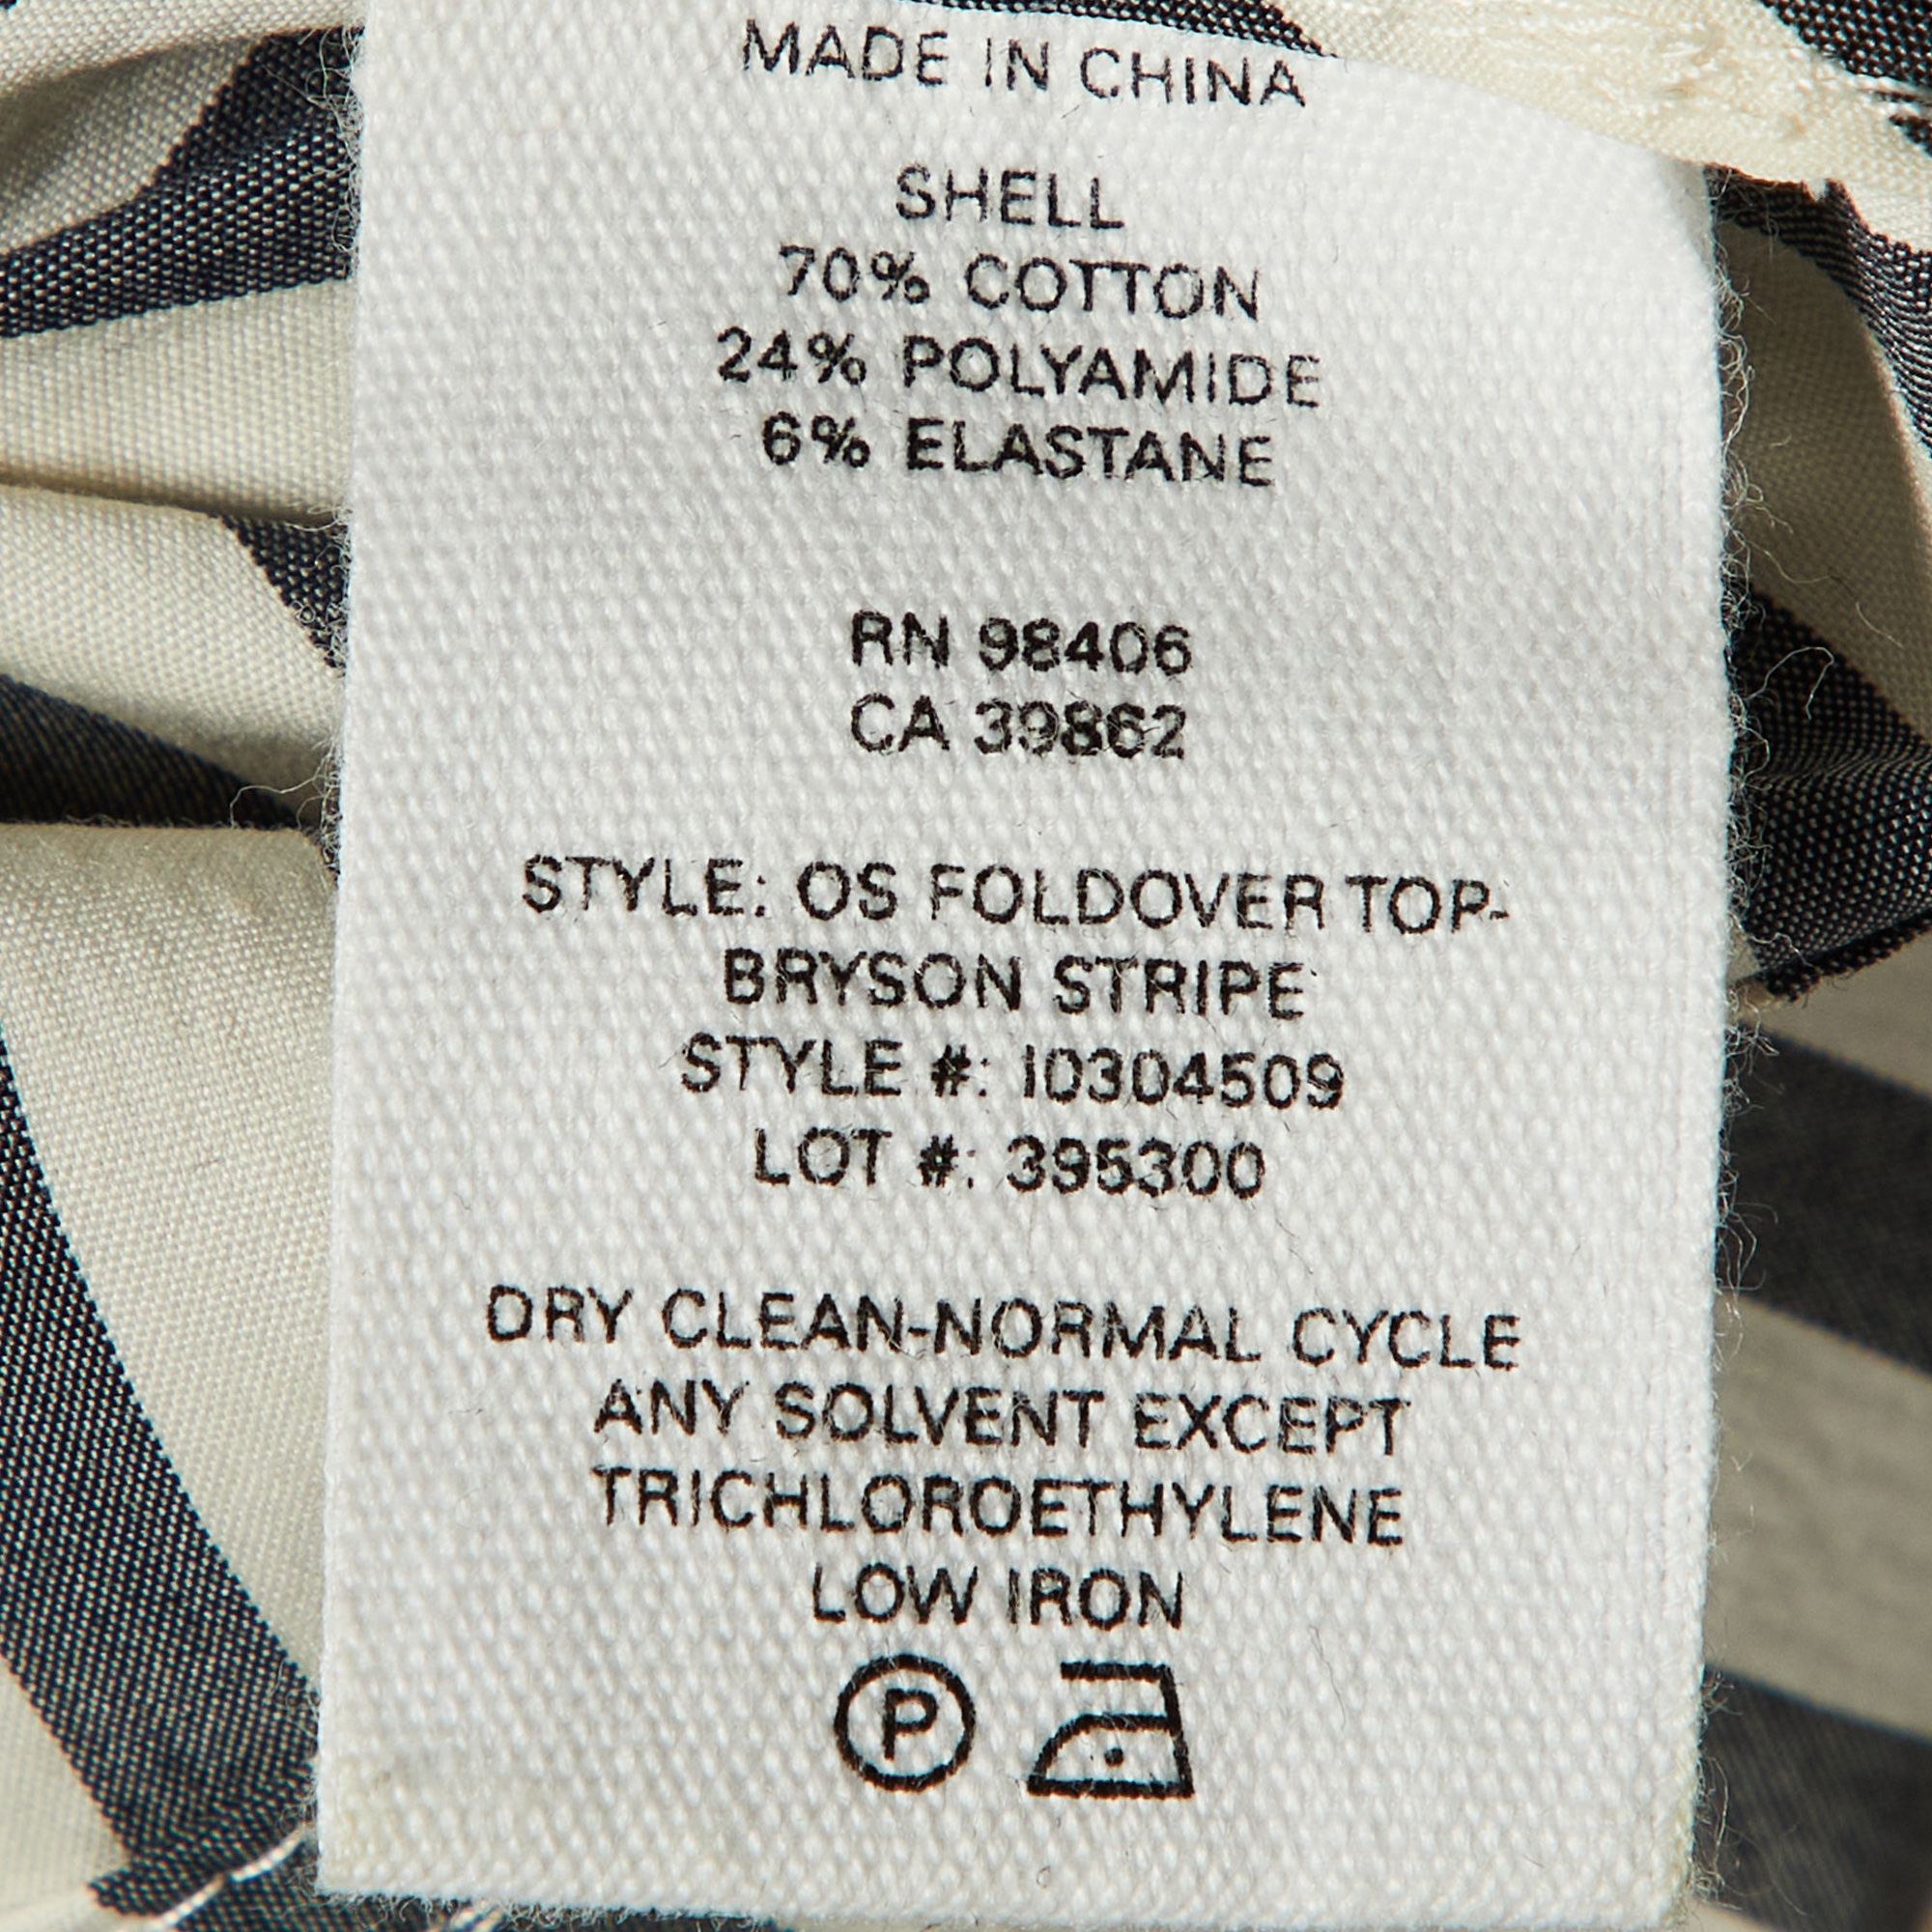 MADE IN CHINA
SHELL
70% COTTON
24% POLYAMIDE
6% ELASTANE
RN 98406
CA 39862
STYLE: OS FOLDOVER TOP-
BRYSON STRIPE
STYLE #: 10304509
LOT #: 395300
DRY CLEAN-NORMAL CYCLE
ANY SOLVENT EXCEPT
TRICHLOROETHYLENE
LOW IRON
P